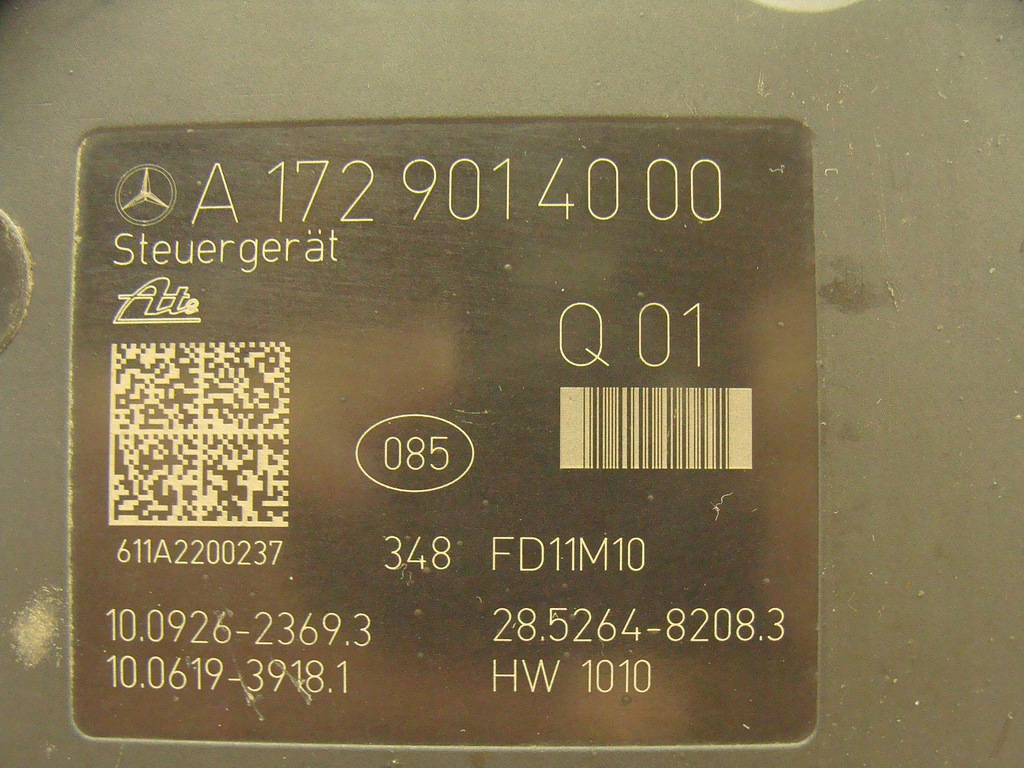 A 172 901 40 00
Steuergerät
Ate
Q 01
085
611A2200237
348 FD11M10
10.0926-2369.3 28.5264-8208.3
10.0619-3918.1 HW 1010